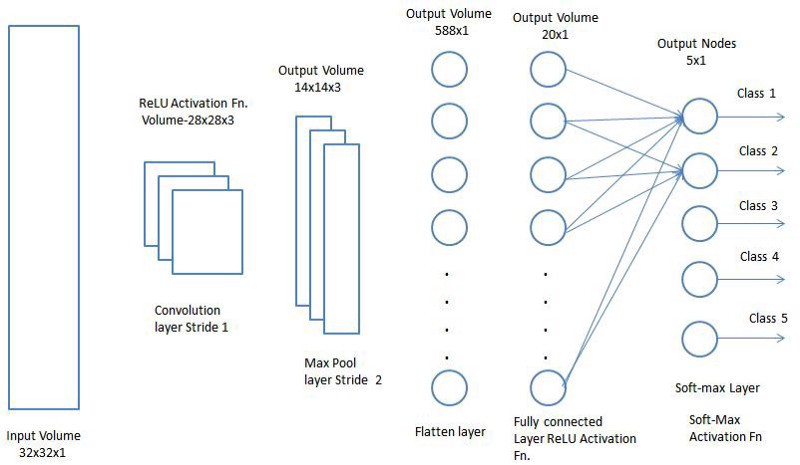 Input Volume
32x32x1
ReLU Activation Fn.
Volume-28x28x3
Convolution
layer Stride 1
Output Volume
14x14x3
Max Pool
layer Stride 2
Output Volume
588x1
Flatten layer
Output Volume
20x1
Fully connected
Layer ReLU Activation
Fn.
Output Nodes
5x1
Class 1
Class 2
Class 3
Class 4
Class 5
Soft-max Layer
Soft-Max
Activation Fn